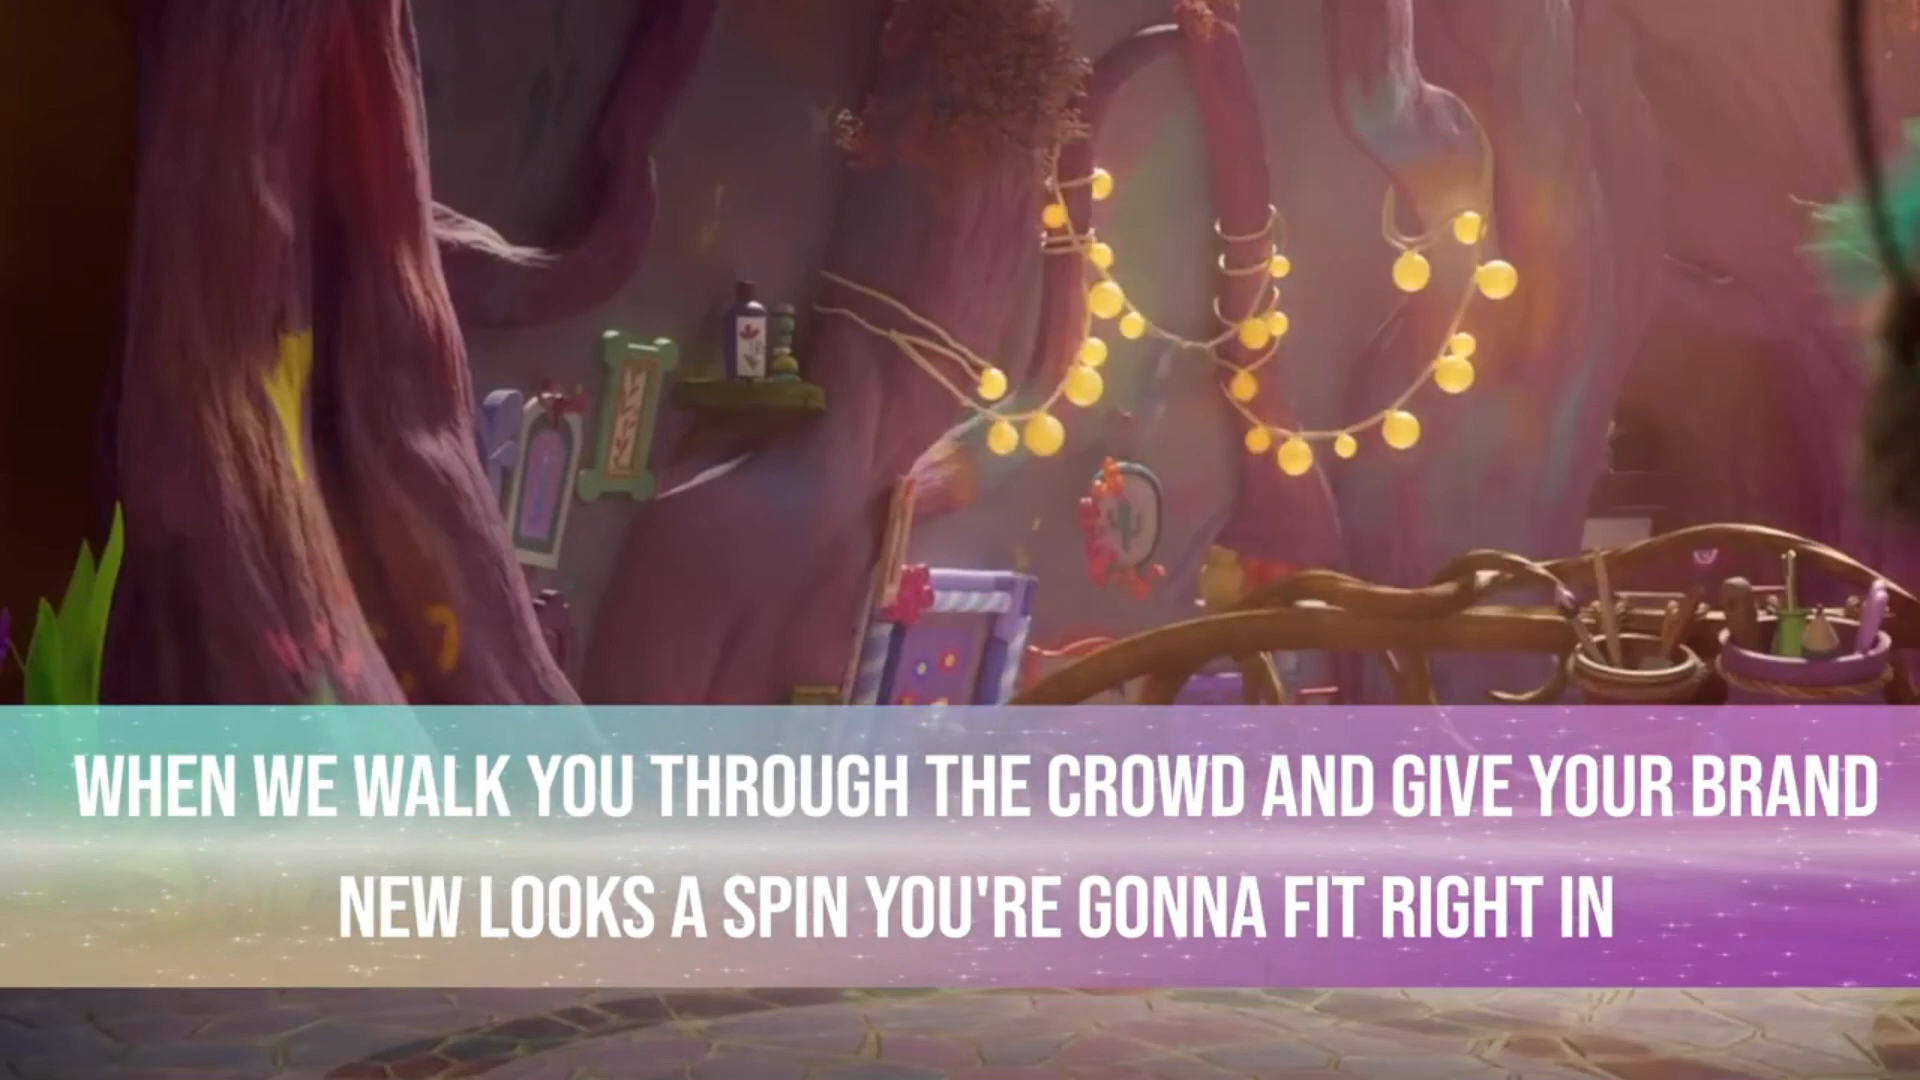 WHEN WE WALK YOU THROUGH THE CROWD AND GIVE YOUR BRAND
NEW LOOKS A SPIN YOU'RE GONNA FIT RIGHT IN